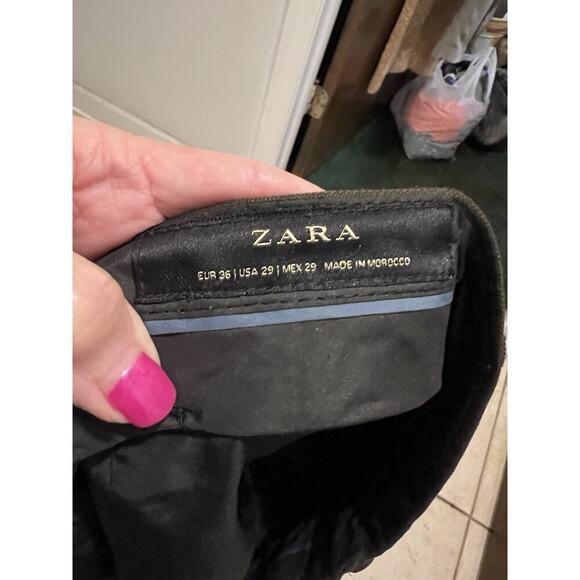 ZARA
EUR 36 | USA 29 | MEX 29 MADE IN MOROCCO